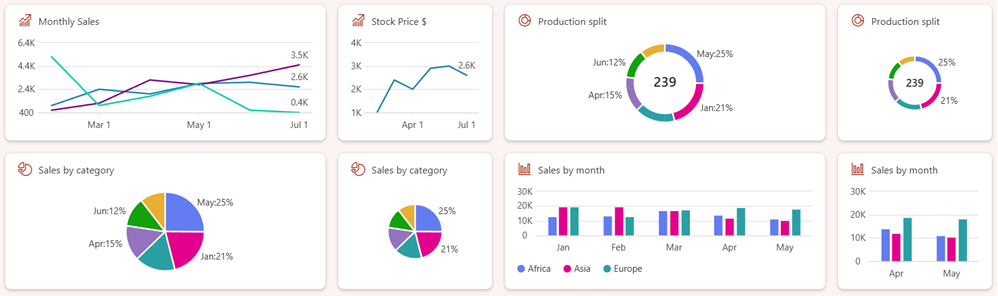 Monthly Sales
6.4K
4.4K
2.4K
400
3.5K
2.6K
0.4K
Mar 1
May 1
Jul 1
Stock Price $
4K
3K
2K
1K
2.6K
Apr 1
Jul 1
Production split
May:25%
Jun:12%
239
Apr:15%
Jan:21%
Production split
25%
239
21%
Sales by category
May:25%
Jun:12%
Apr:15%
Jan:21%
Sales by category
25%
21%
Sales by month
30K
20K
10K
0
Jan Feb Mar Apr May
Africa Asia Europe
Sales by month
30K
20K
10K
0K
Apr May